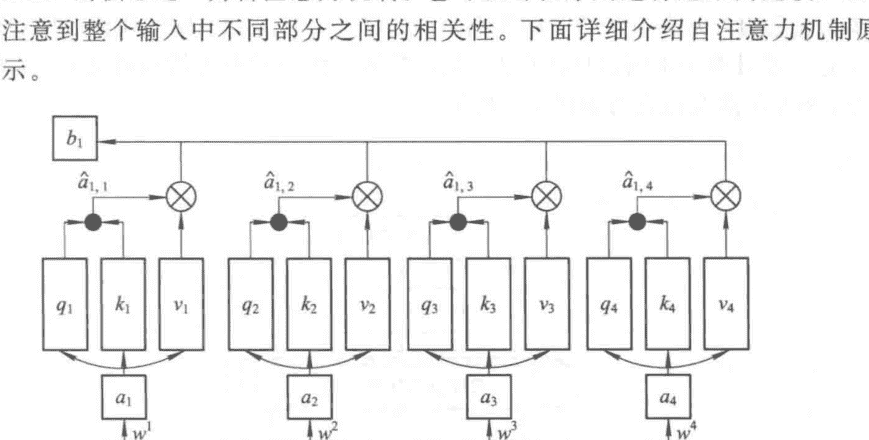 注意到整个输入中不同部分之间的相关性。下面详细介绍自注意力机制原
示。
b₁
â₁,₁ â₁,₂ â₁,₃ â₁,₄
q₁ k₁ v₁ q₂ k₂ v₂ q₃ k₃ v₃ q₄ k₄ v₄
a₁ a₂ a₃ a₄
w¹ w² w³ w⁴